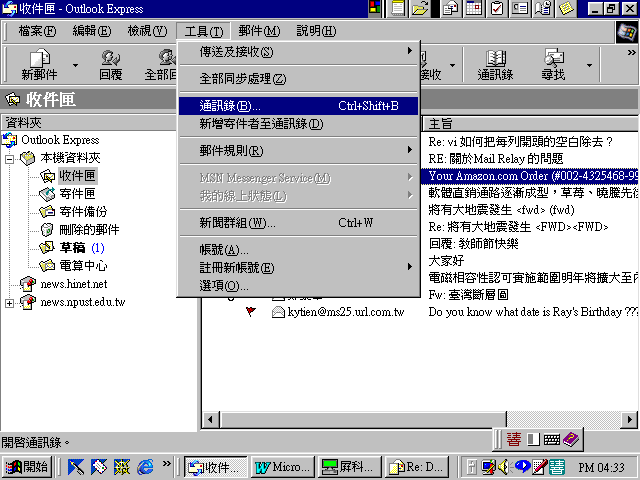 收件匣 - Outlook Express
檔案(F) 編輯(E) 檢視(V) 工具(T) 郵件(M) 說明(H)
新郵件 回覆 全部回 收 通訊錄 尋找
傳送及接收(S)
全部同步處理(Z)
通訊錄(B)... Ctrl+Shift+B
新增寄件者至通訊錄(D)
郵件規則(R)
MSN Messenger Service(M)
我的線上狀態(L)
新聞群組(W)... Ctrl+W
帳號(A)...
註冊新帳號(E)
選項(O)...
收件匣
資料夾
Outlook Express
本機資料夾
收件匣
寄件匣
寄件備份
刪除的郵件
草稿 (1)
電算中心
news.hinet.net
news.npust.edu.tw
主旨
Re: vi 如何把每列開頭的空白除去？
RE: 關於Mail Relay 的問題
Your Amazon.com Order (#002-4325468-99
軟體直銷通路逐漸成型，草莓、曉騰先後
將有大地震發生 <fwd> (fwd)
Re: 將有大地震發生 <FWD><FWD>
回覆: 教師節快樂
大家好
電磁相容性認可實施範圍明年將擴大至內
Fw: 臺灣斷層圖
kytien@ms25.url.com.tw Do you know what date is Ray's Birthday ???
開啓通訊錄。
開始 收件匣... Micro... 屏科... Re: D... PM 04:33